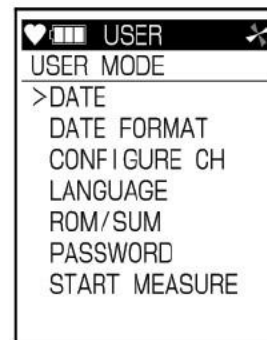 USER
USER MODE
>DATE
DATE FORMAT
CONFIGURE CH
LANGUAGE
ROM/SUM
PASSWORD
START MEASURE